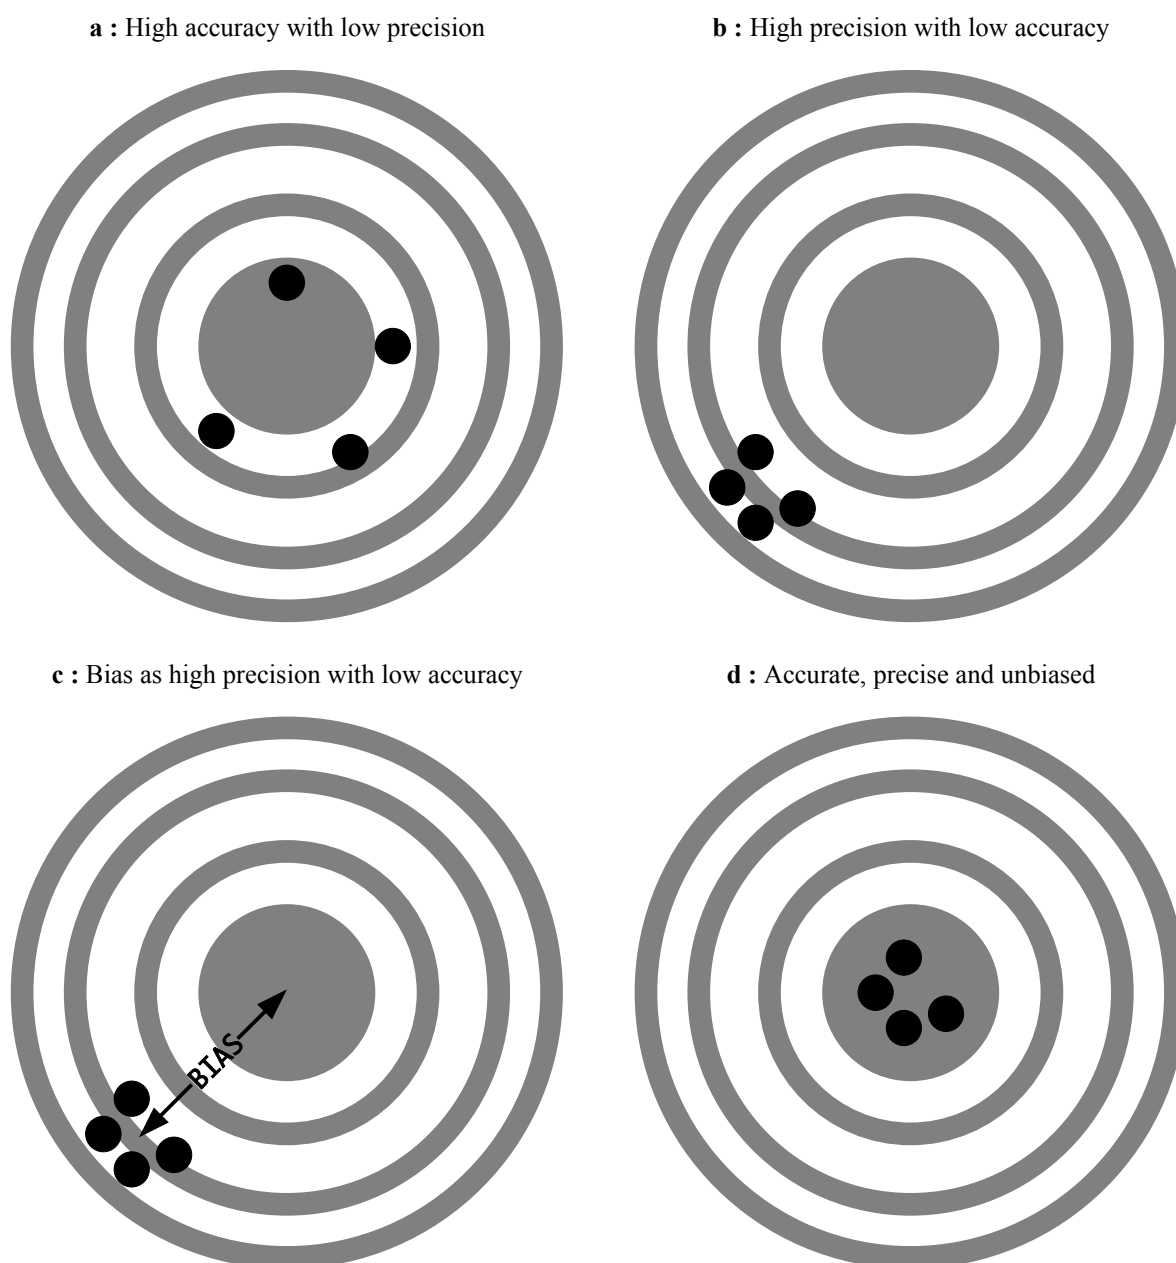 a : High accuracy with low precision
b : High precision with low accuracy
c : Bias as high precision with low accuracy
d : Accurate, precise and unbiased
BIAS